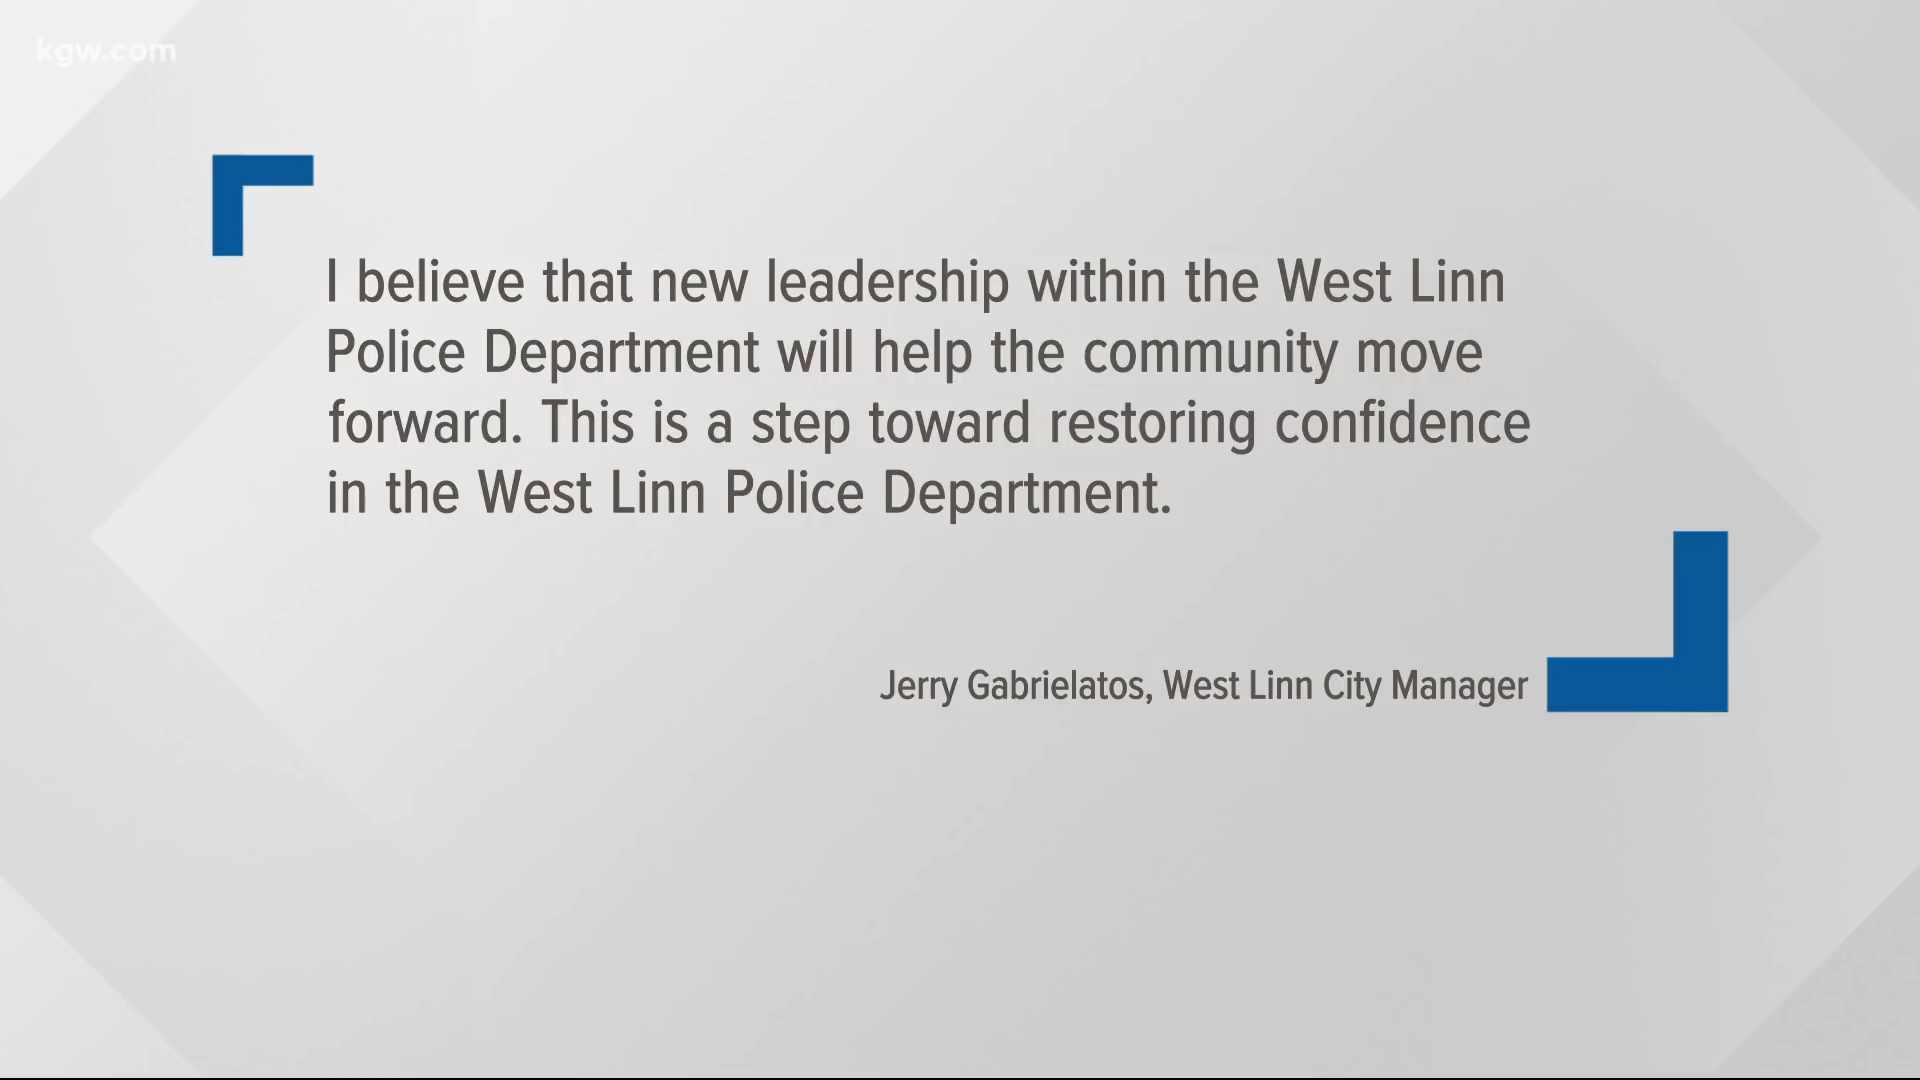 kgw.com
I believe that new leadership within the West Linn
Police Department will help the community move
forward. This is a step toward restoring confidence
in the West Linn Police Department.
Jerry Gabrielatos, West Linn City Manager